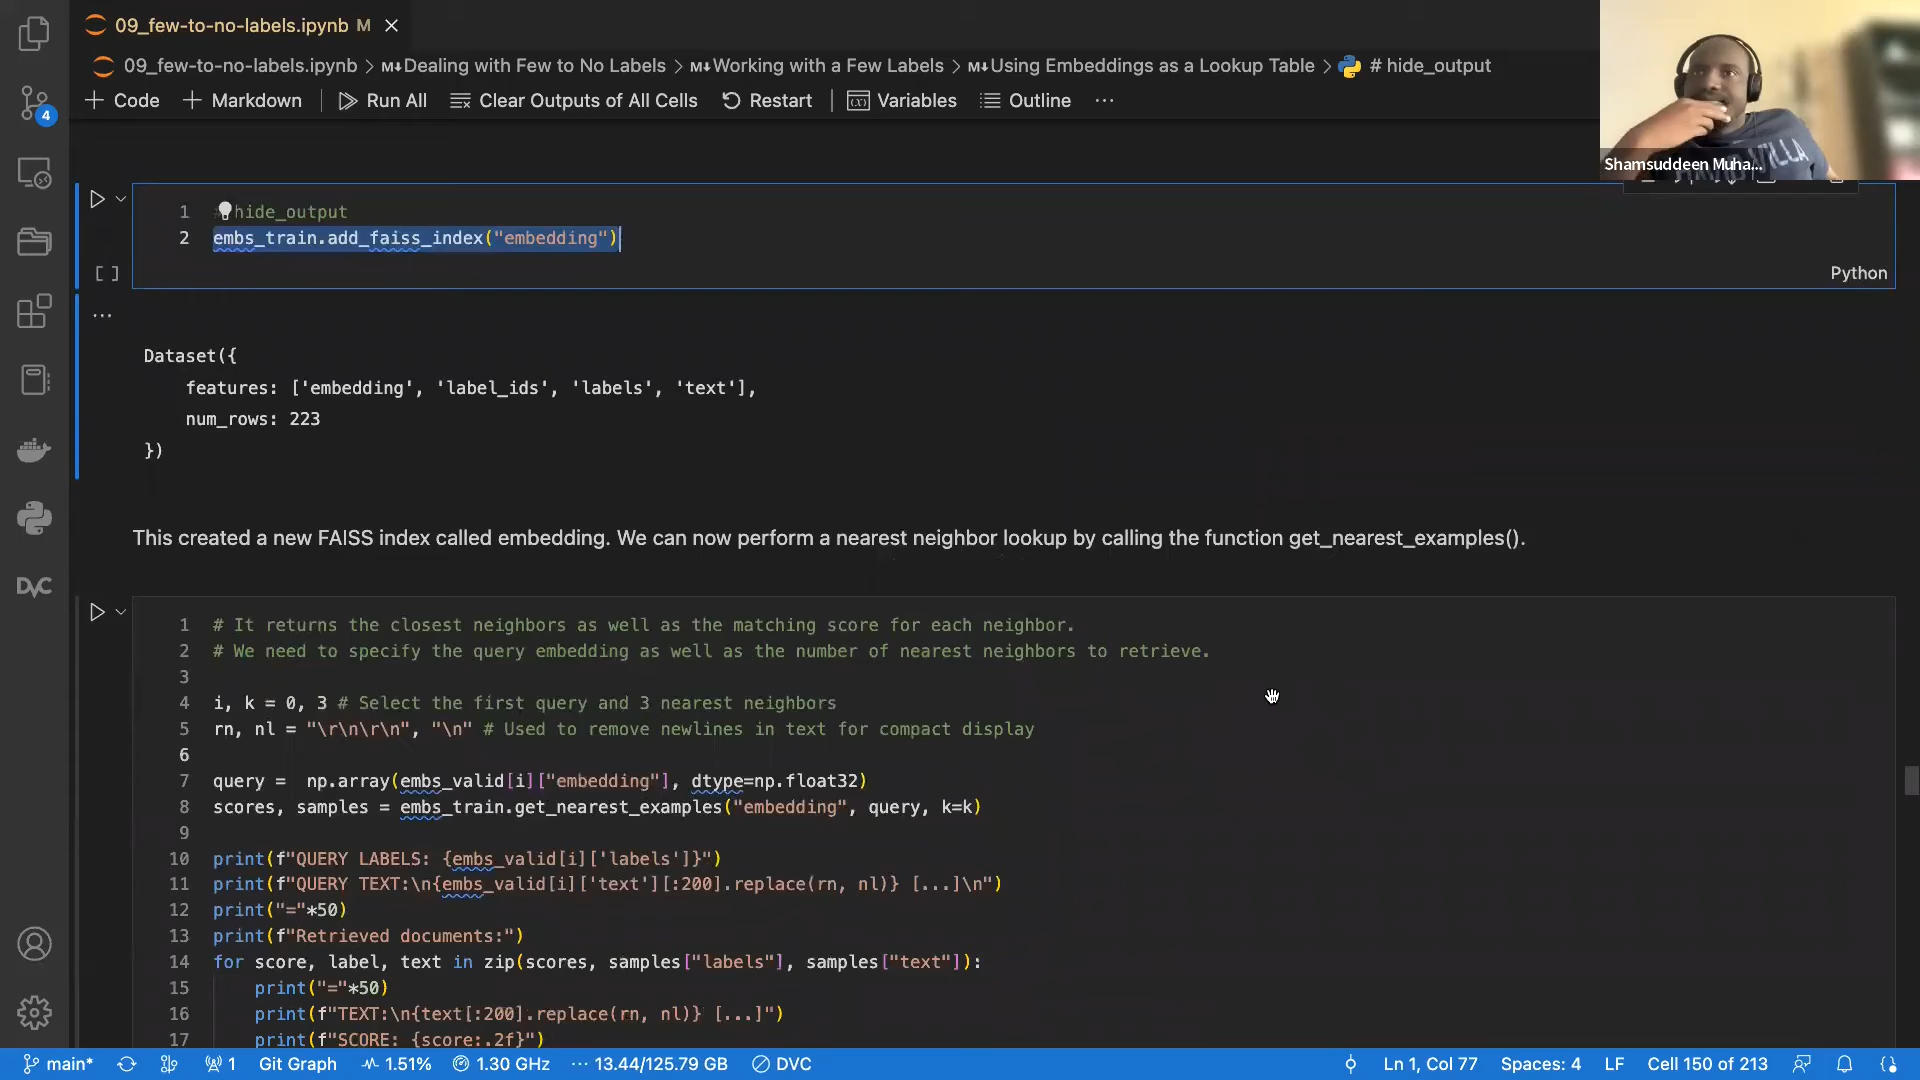 09_few-to-no-labels.ipynb M
09_few-to-no-labels.ipynb > M↓Dealing with Few to No Labels > M↓Working with a Few Labels > M↓Using Embeddings as a Lookup Table > # hide_output
+ Code + Markdown Run All Clear Outputs of All Cells Restart Variables Outline ...
Shamsuddeen Muha...
4
1 # hide_output
2 embs_train.add_faiss_index("embedding")
[ ] Python
...
Dataset({
features: ['embedding', 'label_ids', 'labels', 'text'],
num_rows: 223
})
This created a new FAISS index called embedding. We can now perform a nearest neighbor lookup by calling the function get_nearest_examples().
DVC
1 # It returns the closest neighbors as well as the matching score for each neighbor.
2 # We need to specify the query embedding as well as the number of nearest neighbors to retrieve.
3
4 i, k = 0, 3 # Select the first query and 3 nearest neighbors
5 rn, nl = "\r\n\r\n", "\n" # Used to remove newlines in text for compact display
6
7 query =  np.array(embs_valid[i]["embedding"], dtype=np.float32)
8 scores, samples = embs_train.get_nearest_examples("embedding", query, k=k)
9
10 print(f"QUERY LABELS: {embs_valid[i]['labels']}")
11 print(f"QUERY TEXT:\n{embs_valid[i]['text'][:200].replace(rn, nl)} [...]\n")
12 print("="*50)
13 print(f"Retrieved documents:")
14 for score, label, text in zip(scores, samples["labels"], samples["text"]):
15 print("="*50)
16 print(f"TEXT:\n{text[:200].replace(rn, nl)} [...]")
17 print(f"SCORE: {score:.2f}")
main* 1 Git Graph 1.51% 1.30 GHz ... 13.44/125.79 GB DVC Ln 1, Col 77 Spaces: 4 LF Cell 150 of 213